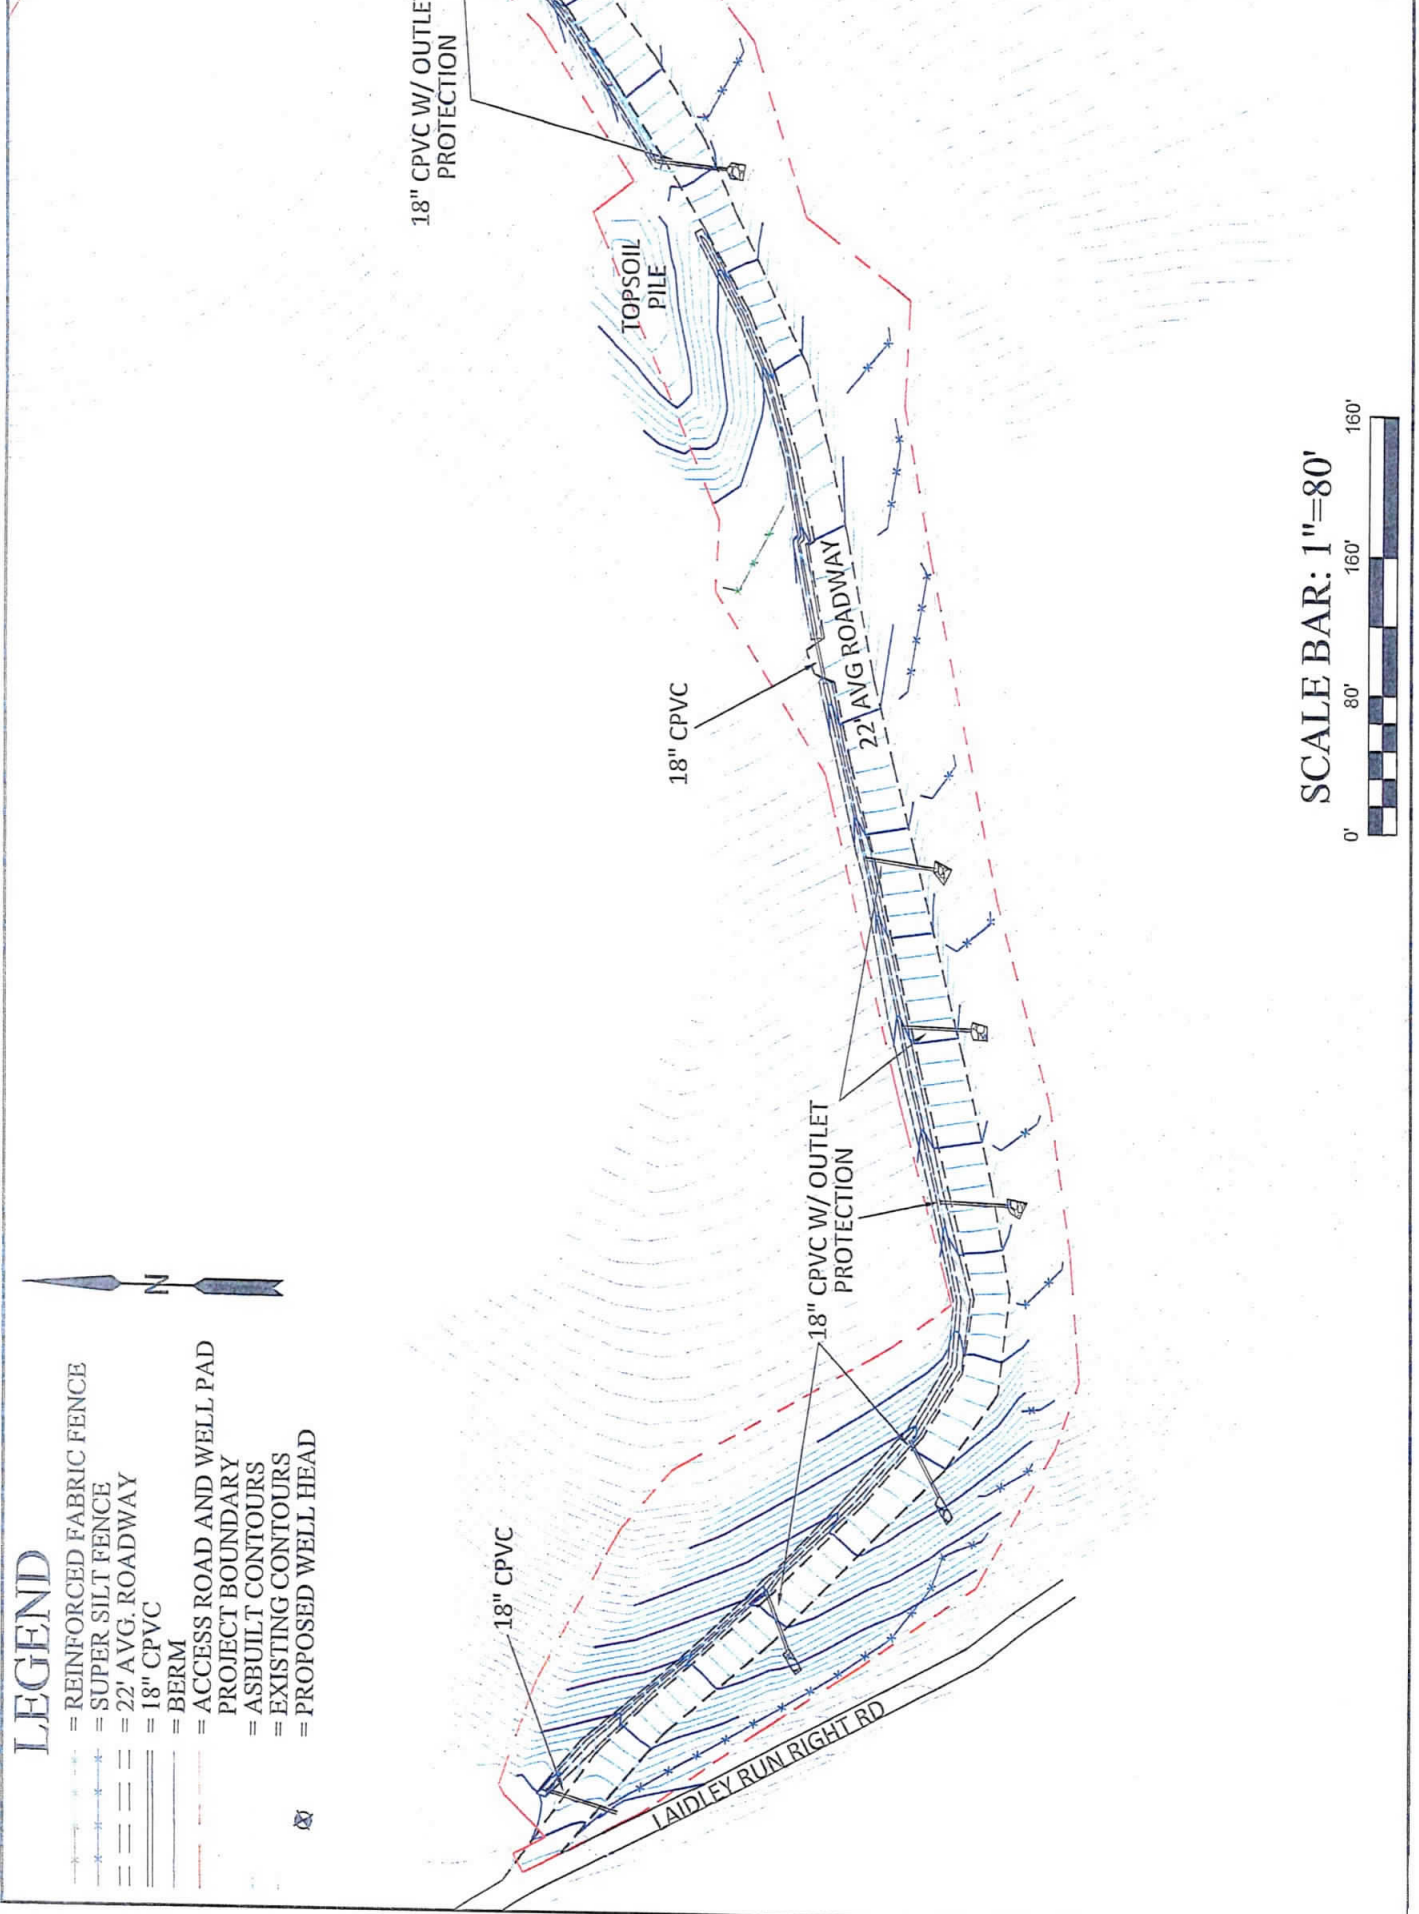 LEGEND
= REINFORCED FABRIC FENCE
= SUPER SILT FENCE
= 22' AVG. ROADWAY
= 18" CPVC
= BERM
= ACCESS ROAD AND WELL PAD
PROJECT BOUNDARY
= ASBUILT CONTOURS
= EXISTING CONTOURS
= PROPOSED WELL HEAD
N
18" CPVC W/ OUTLE
PROTECTION
18" CPVC
18" CPVC W/ OUTLET
PROTECTION
18" CPVC
TOPSOIL
PILE
22' AVG ROADWAY
LAIDLEY RUN RIGHT RD
SCALE BAR: 1"=80'
0' 80' 160' 160'